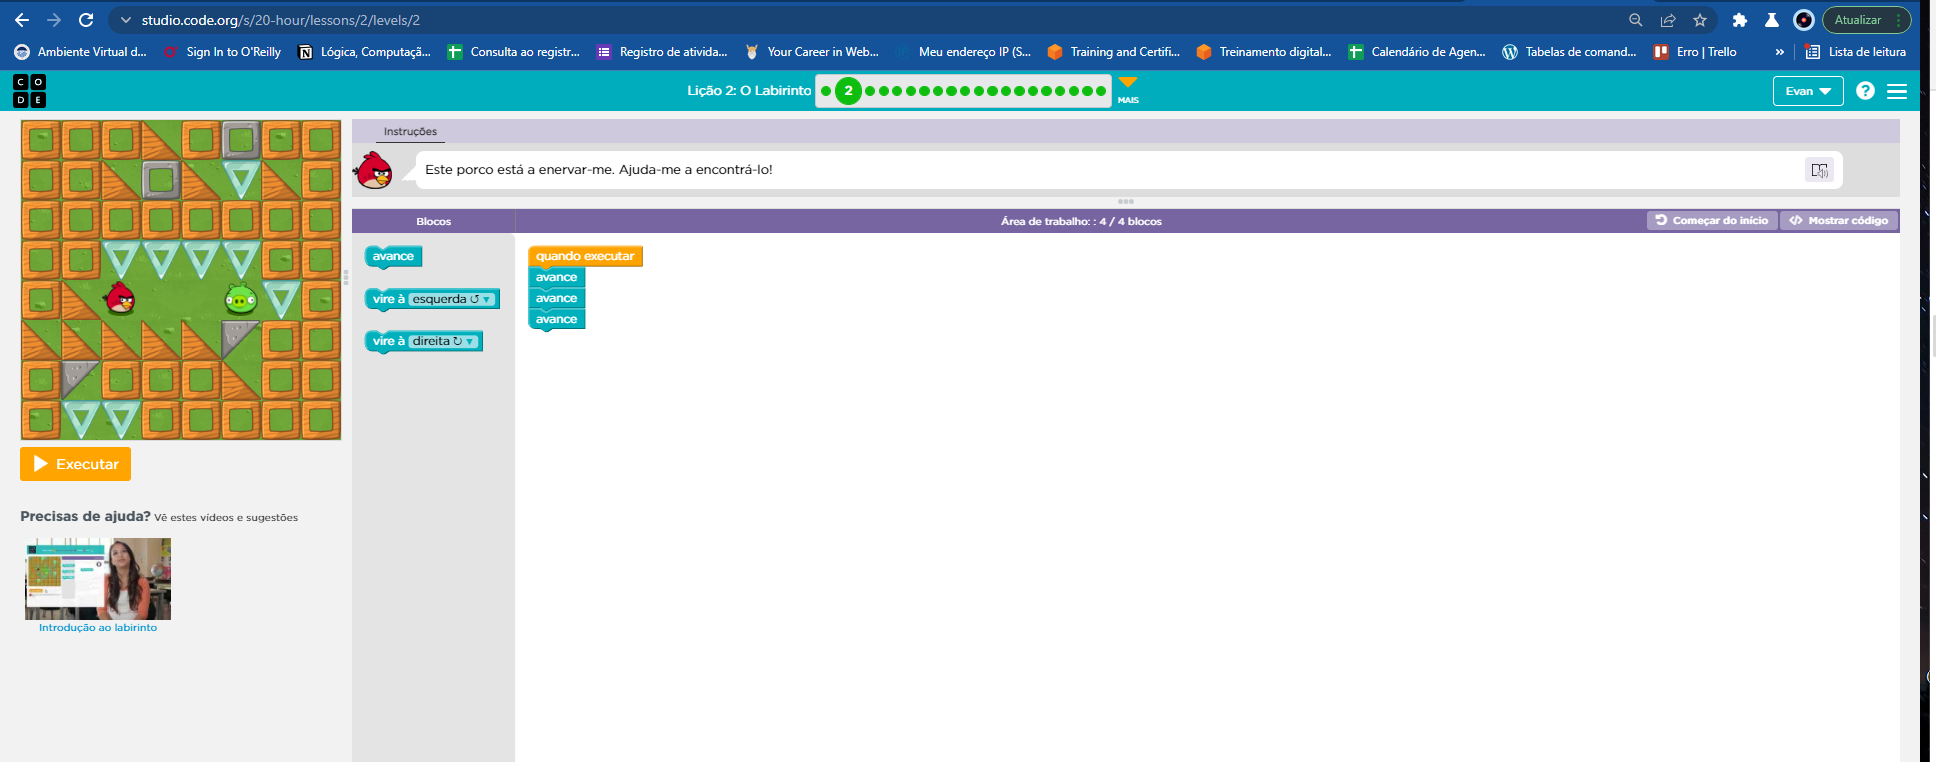 studio.code.org/s/20-hour/lessons/2/levels/2
Atualizar
Ambiente Virtual d...
Sign In to O'Reilly
Lógica, Computaçã...
Consulta ao registr...
Registro de ativida...
Your Career in Web...
Meu endereço IP (S...
Training and Certifi...
Treinamento digital...
Calendário de Agen...
Tabelas de comand...
Erro | Trello
»
Lista de leitura
CODE
Lição 2: O Labirinto
2
MAIS
Evan
?
Instruções
Este porco está a enervar-me. Ajuda-me a encontrá-lo!
Blocos
Área de trabalho: : 4 / 4 blocos
Começar do início
</> Mostrar código
avance
vire à esquerda ↺
vire à direita ↻
quando executar
avance
avance
avance
Executar
Precisas de ajuda? Vê estes vídeos e sugestões
Introdução ao labirinto